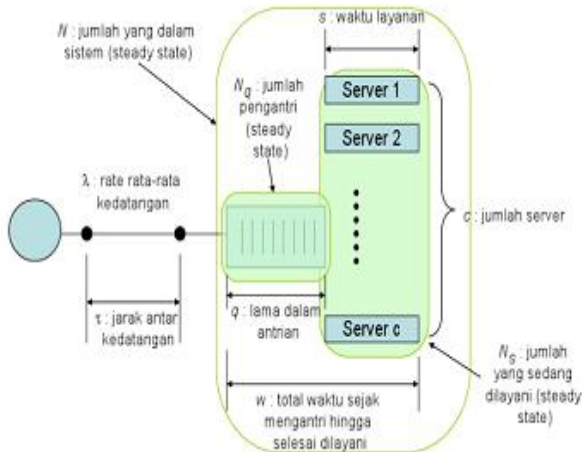 N : jumlah yang dalam
sistem (steady state)
s : waktu layanan
Nq : jumlah
pengantri
(steady
state)
Server 1
Server 2
λ : rate rata-rata
kedatangan
c : jumlah server
τ : jarak antar
kedatangan
q : lama dalam
antrian
Server c
Ns : jumlah
yang sedang
dilayani (steady
state)
w : total waktu sejak
mengantri hingga
selesai dilayani